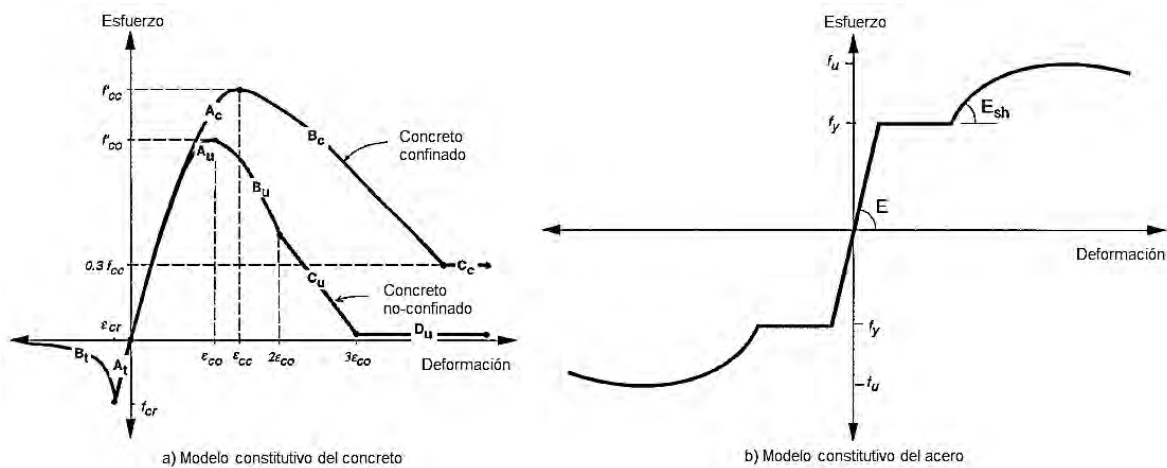 Esfuerzo
f'cc
Ac
Bc
Concreto
confinado
f'co
Au
Bu
0.3 f'cc
Cc
Cu
Concreto
no-confinado
εcr
Du
Bt
At
εco
εcc
2εco
3εco
Deformación
fcr
a) Modelo constitutivo del concreto
Esfuerzo
fu
Esh
fy
E
Deformación
fy
fu
b) Modelo constitutivo del acero